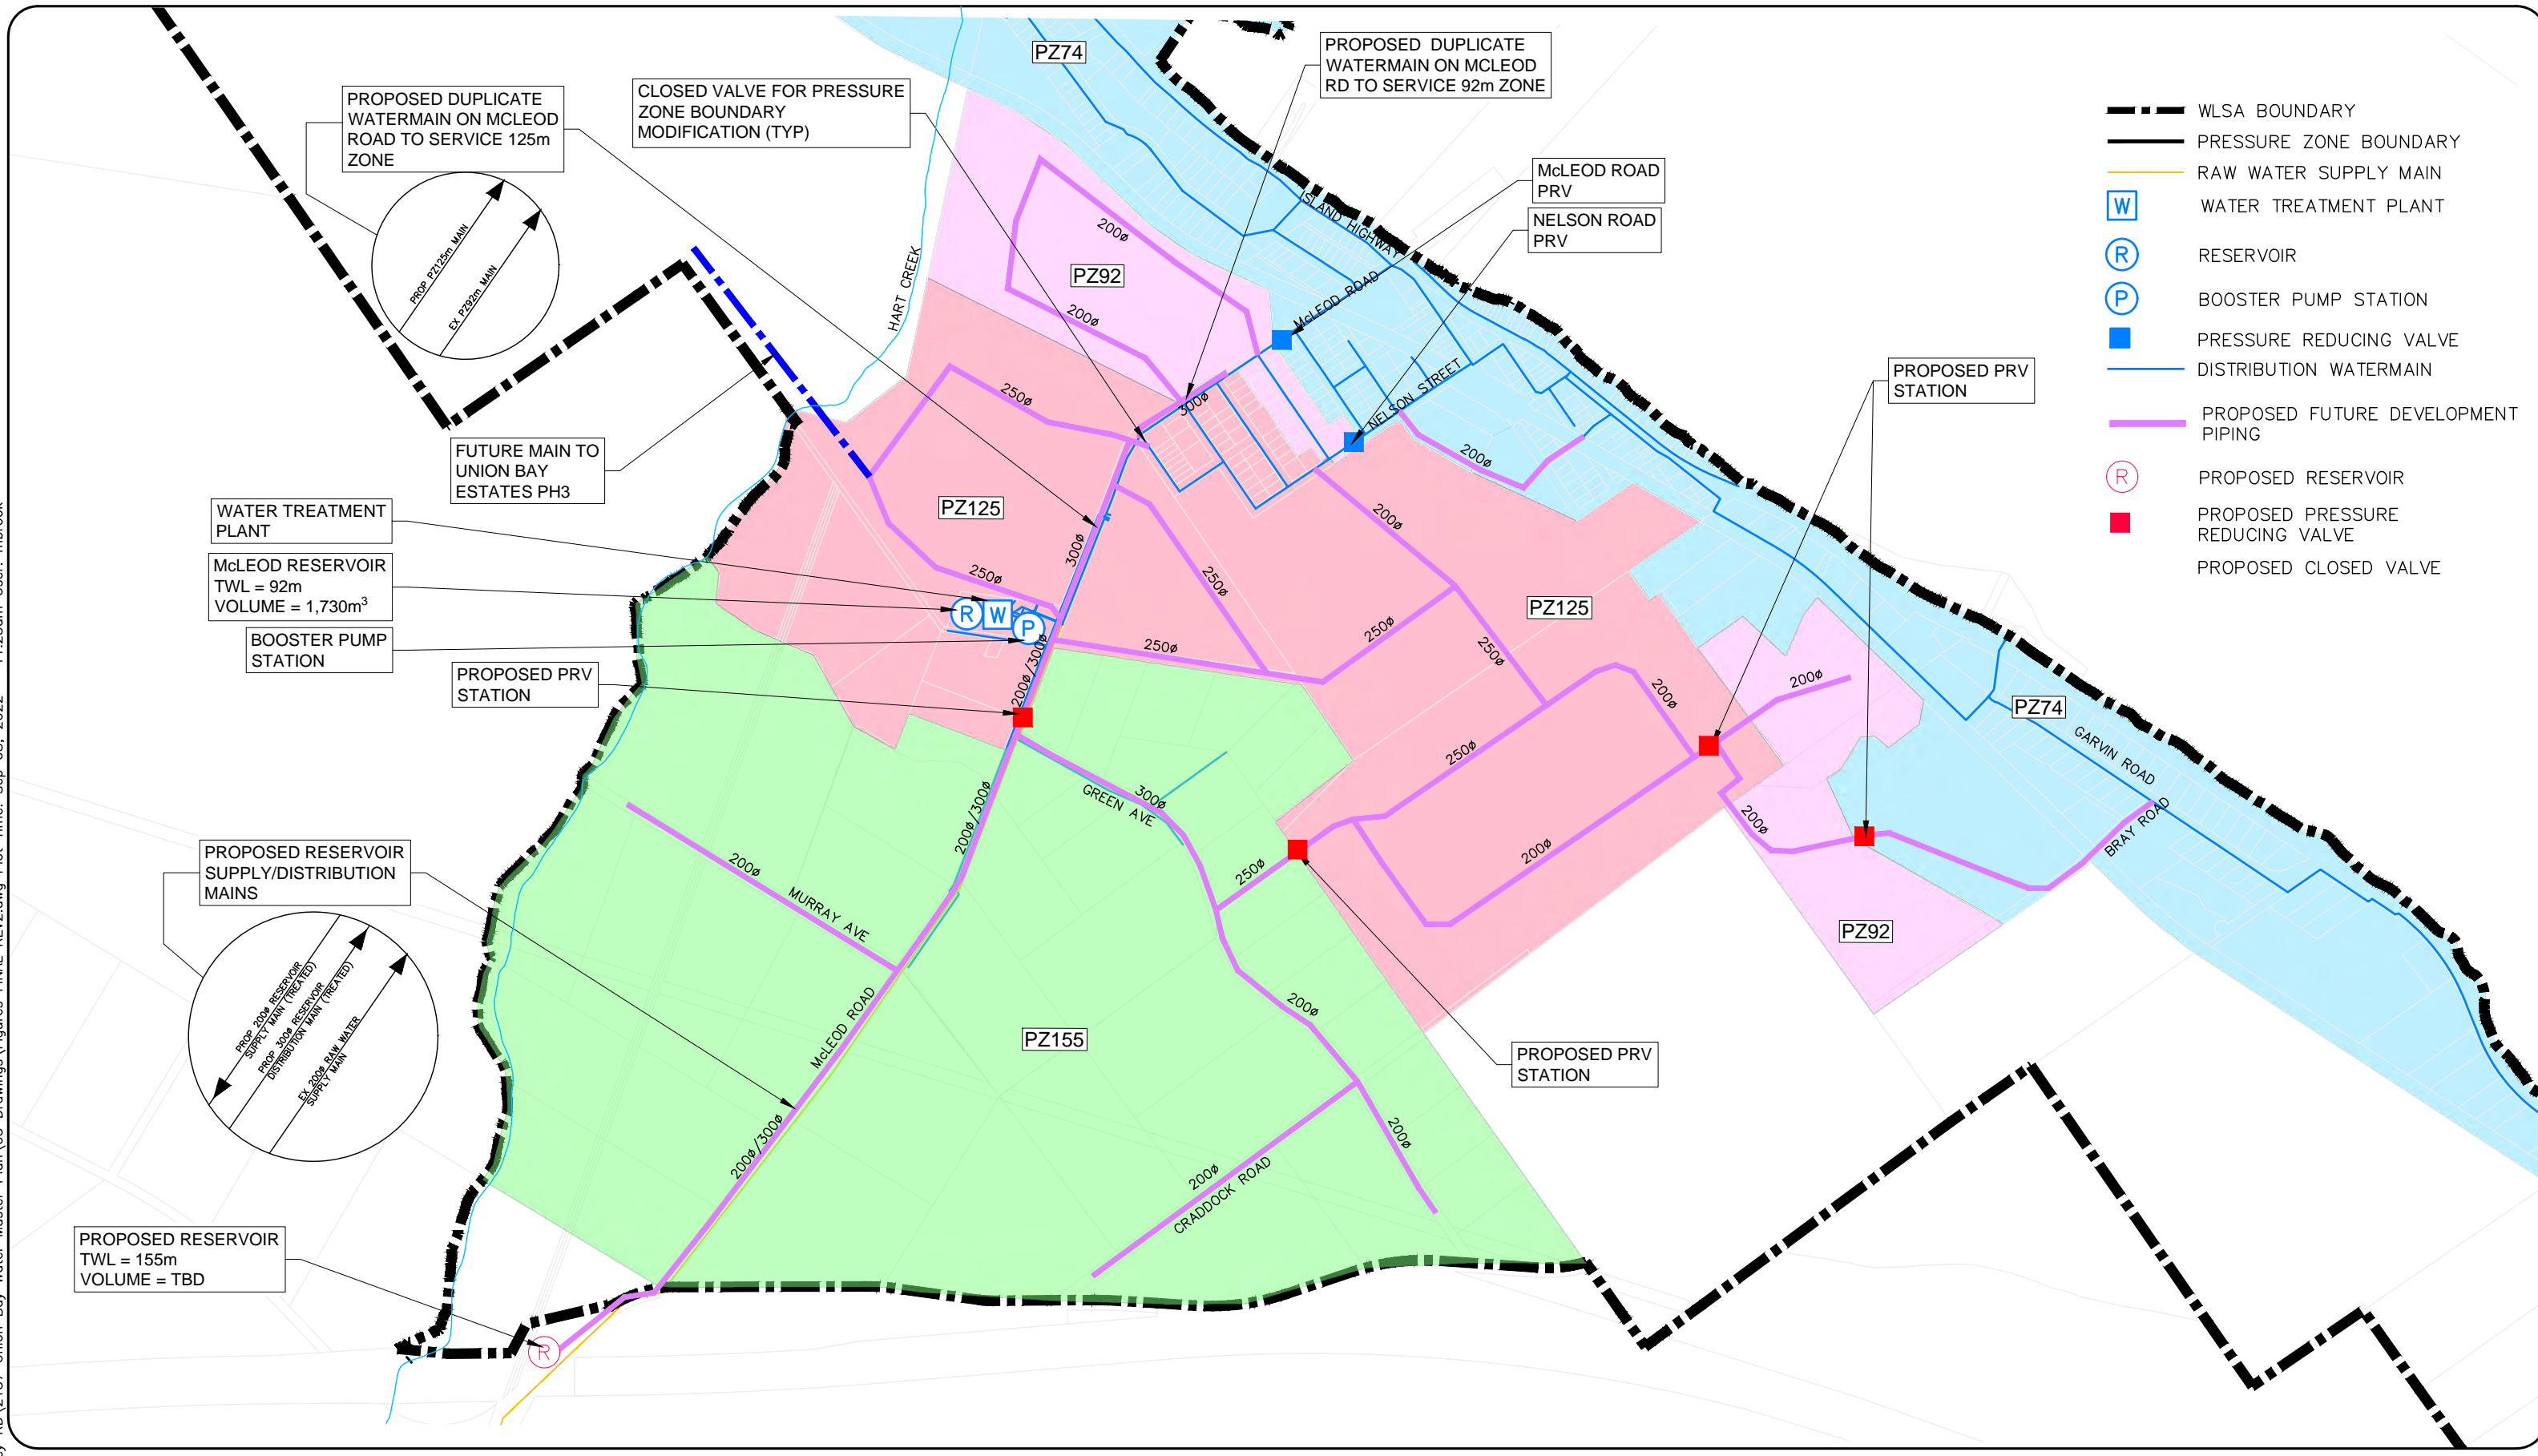 PZ74
PROPOSED DUPLICATE
WATERMAIN ON MCLEOD
RD TO SERVICE 92m ZONE
PROPOSED DUPLICATE
WATERMAIN ON MCLEOD
ROAD TO SERVICE 125m
ZONE
CLOSED VALVE FOR PRESSURE
ZONE BOUNDARY
MODIFICATION (TYP)
McLEOD ROAD
PRV
NELSON ROAD
PRV
WLSA BOUNDARY
PRESSURE ZONE BOUNDARY
RAW WATER SUPPLY MAIN
W
WATER TREATMENT PLANT
R
RESERVOIR
P
BOOSTER PUMP STATION
PRESSURE REDUCING VALVE
DISTRIBUTION WATERMAIN
PROPOSED FUTURE DEVELOPMENT
PIPING
R
PROPOSED RESERVOIR
PROPOSED PRESSURE
REDUCING VALVE
PROPOSED CLOSED VALVE
PROP PZ125m MAIN
EX PZ92m MAIN
HART CREEK
ISLAND HIGHWAY
200ø
PZ92
200ø
McLEOD ROAD
NELSON STREET
300ø
250ø
200ø
PROPOSED PRV
STATION
FUTURE MAIN TO
UNION BAY
ESTATES PH3
WATER TREATMENT
PLANT
McLEOD RESERVOIR
TWL = 92m
VOLUME = 1,730m³
BOOSTER PUMP
STATION
PROPOSED PRV
STATION
PZ125
300ø
250ø
R
W
P
200ø/300ø
200ø
250ø
250ø
250ø
250ø
PZ125
200ø
200ø
PZ74
GARVIN ROAD
BRAY ROAD
250ø
200ø
200ø
PZ92
GREEN AVE
300ø
200ø/300ø
250ø
200ø
MURRAY AVE
PROPOSED RESERVOIR
SUPPLY/DISTRIBUTION
MAINS
PROP 200ø RESERVOIR
SUPPLY MAIN (TREATED)
PROP 300ø RESERVOIR
DISTRIBUTION MAIN (TREATED)
EX 200ø RAW WATER
SUPPLY MAIN
McLEOD ROAD
200ø/300ø
PZ155
200ø
200ø
200ø
CRADDOCK ROAD
PROPOSED PRV
STATION
PROPOSED RESERVOIR
TWL = 155m
VOLUME = TBD
R